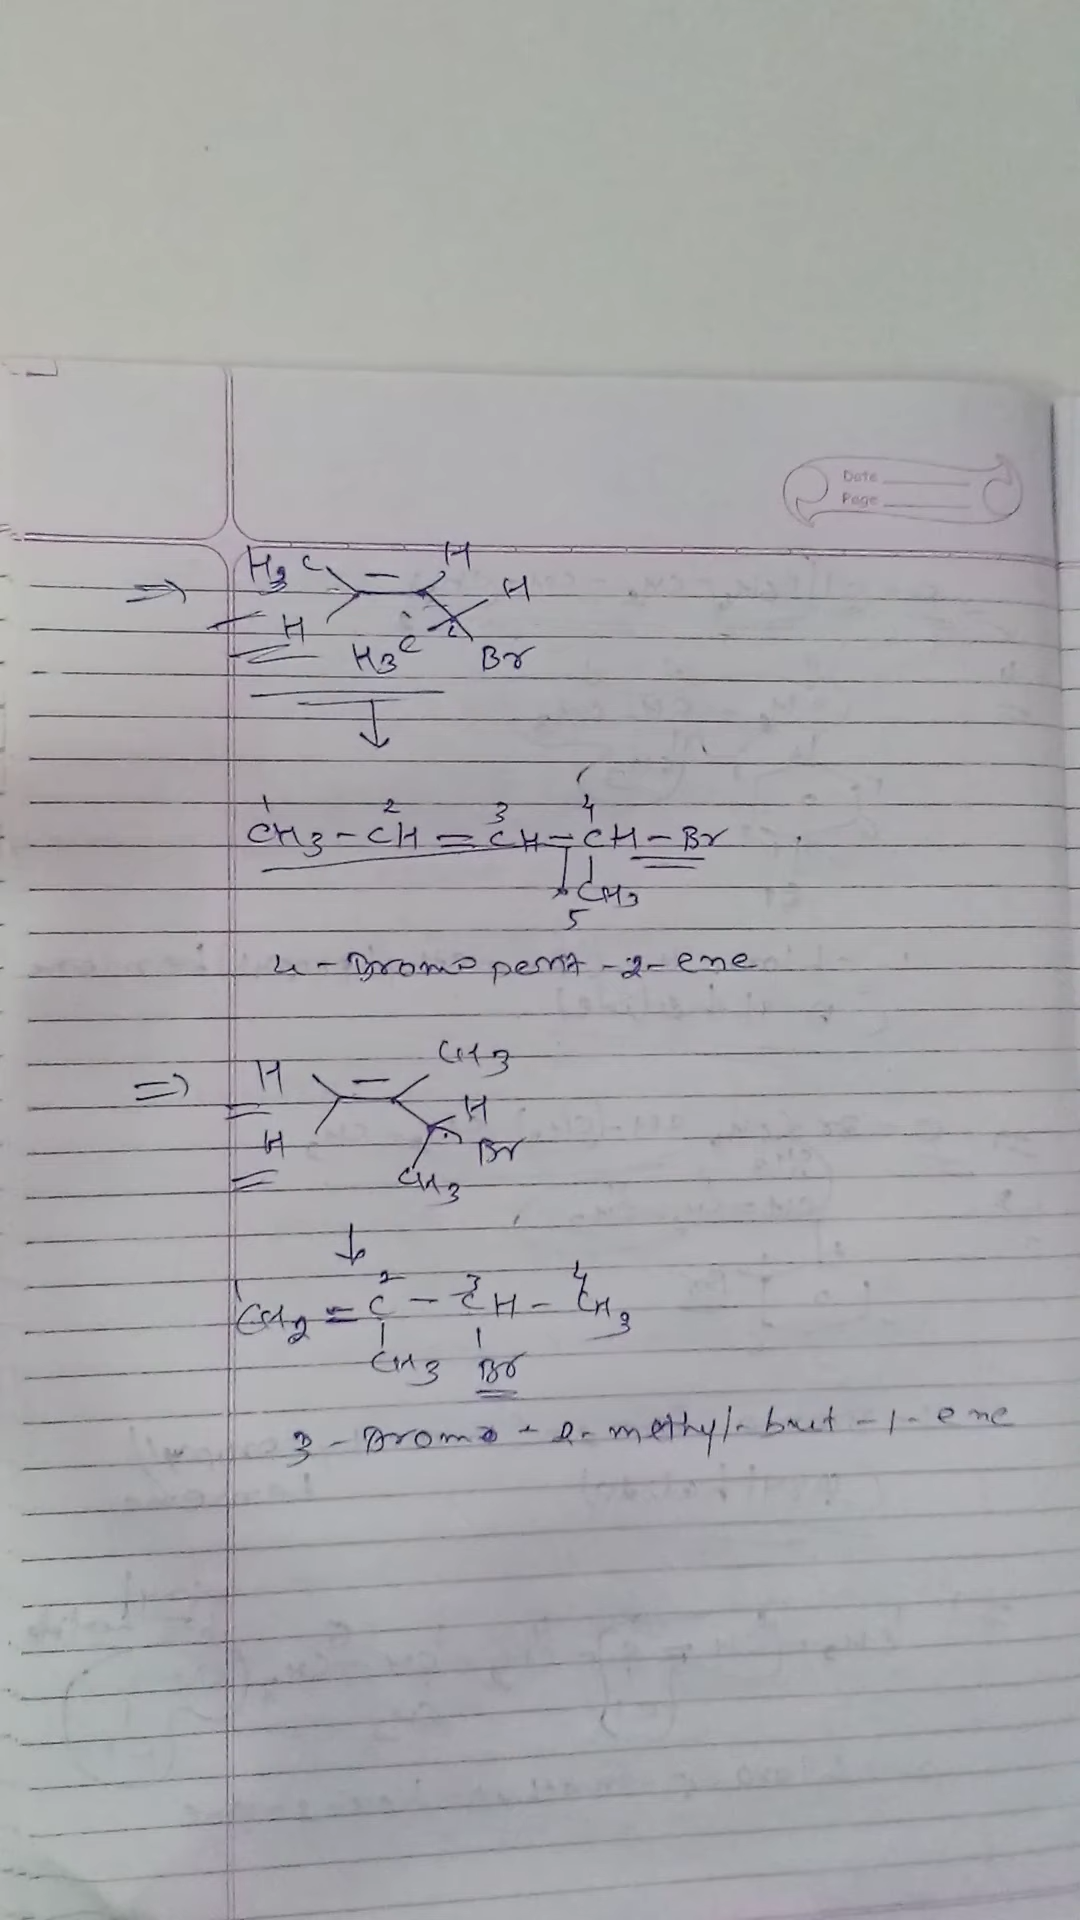 Date
Page
⇒ H3C H
H
H
H3C Br
↓
1 2 3 4
CH3 - CH = CH - CH - Br
CH3
5
4 - Bromo pent - 2 - ene
⇒ H CH3
H
H Br
CH3
↓
1 2 3 4
CH2 = C - CH - CH3
CH3 Br
3 - Bromo - 2 - methyl - but - 1 - ene